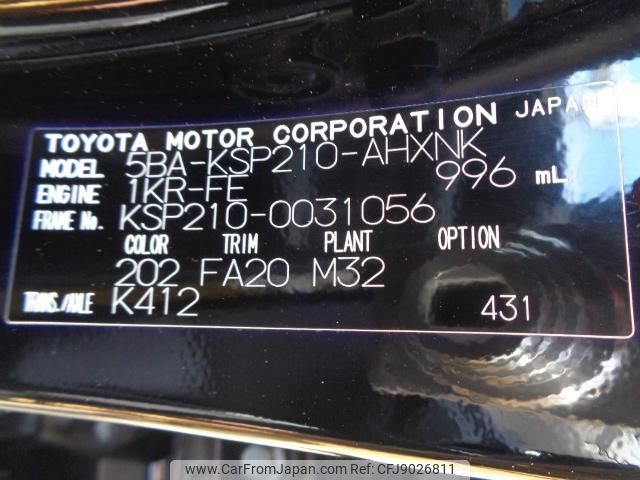 TOYOTA MOTOR CORPORATION JAPAN
MODEL 5BA-KSP210-AHXNK
ENGINE 1KR-FE 996 mL
FRAME No. KSP210-0031056
COLOR TRIM PLANT OPTION
202 FA20 M32
TRANS./AXLE K412 431
www.CarFromJapan.com | Ref No. CFJ9026811